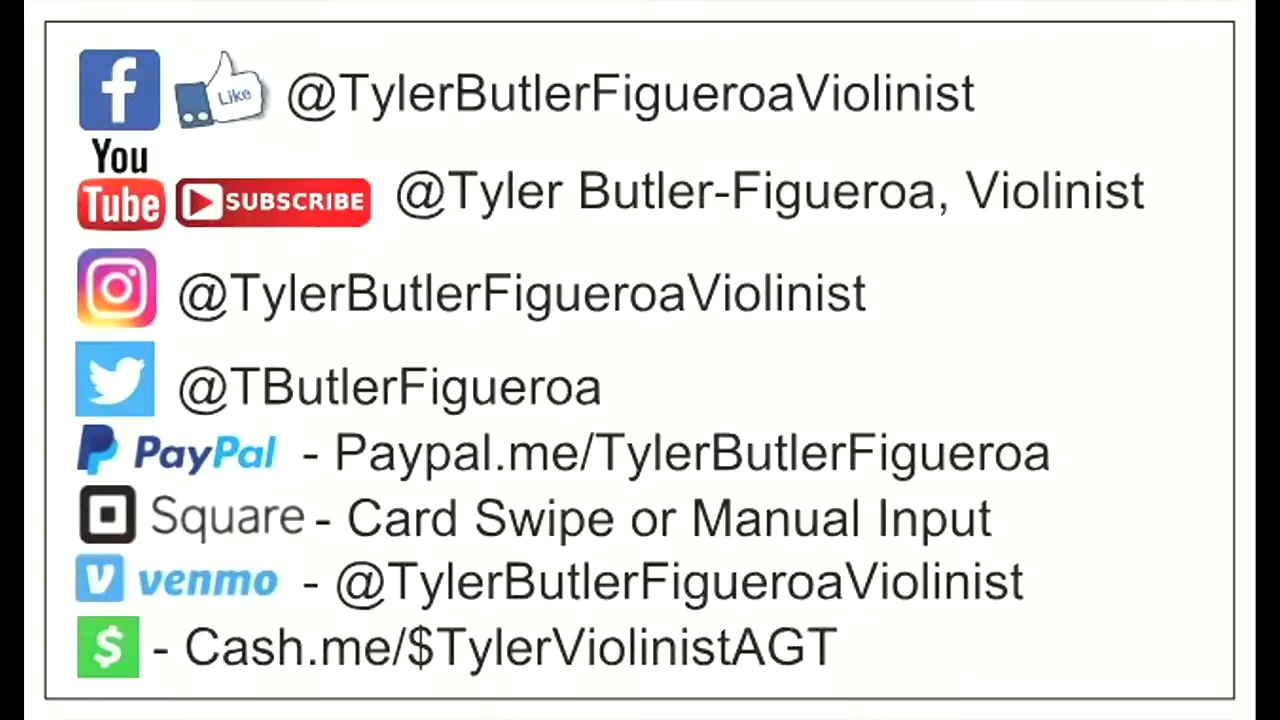 f Like @TylerButlerFigueroaViolinist
You
Tube SUBSCRIBE @Tyler Butler-Figueroa, Violinist
@TylerButlerFigueroaViolinist
@TButlerFigueroa
PayPal - Paypal.me/TylerButlerFigueroa
Square - Card Swipe or Manual Input
venmo - @TylerButlerFigueroaViolinist
$ - Cash.me/$TylerViolinistAGT